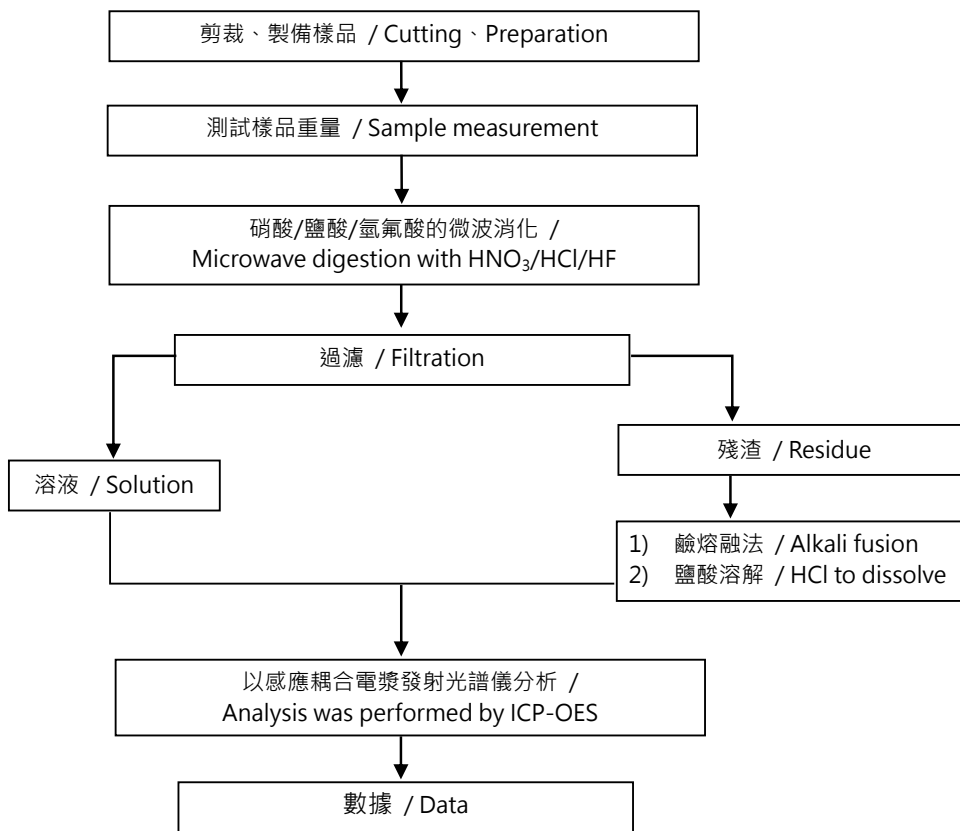 剪裁、製備樣品 / Cutting、Preparation
測試樣品重量 / Sample measurement
硝酸/鹽酸/氫氟酸的微波消化 /
Microwave digestion with HNO₃/HCl/HF
過濾 / Filtration
溶液 / Solution
殘渣 / Residue
1) 鹼熔融法 / Alkali fusion
2) 鹽酸溶解 / HCl to dissolve
以感應耦合電漿發射光譜儀分析 /
Analysis was performed by ICP-OES
數據 / Data